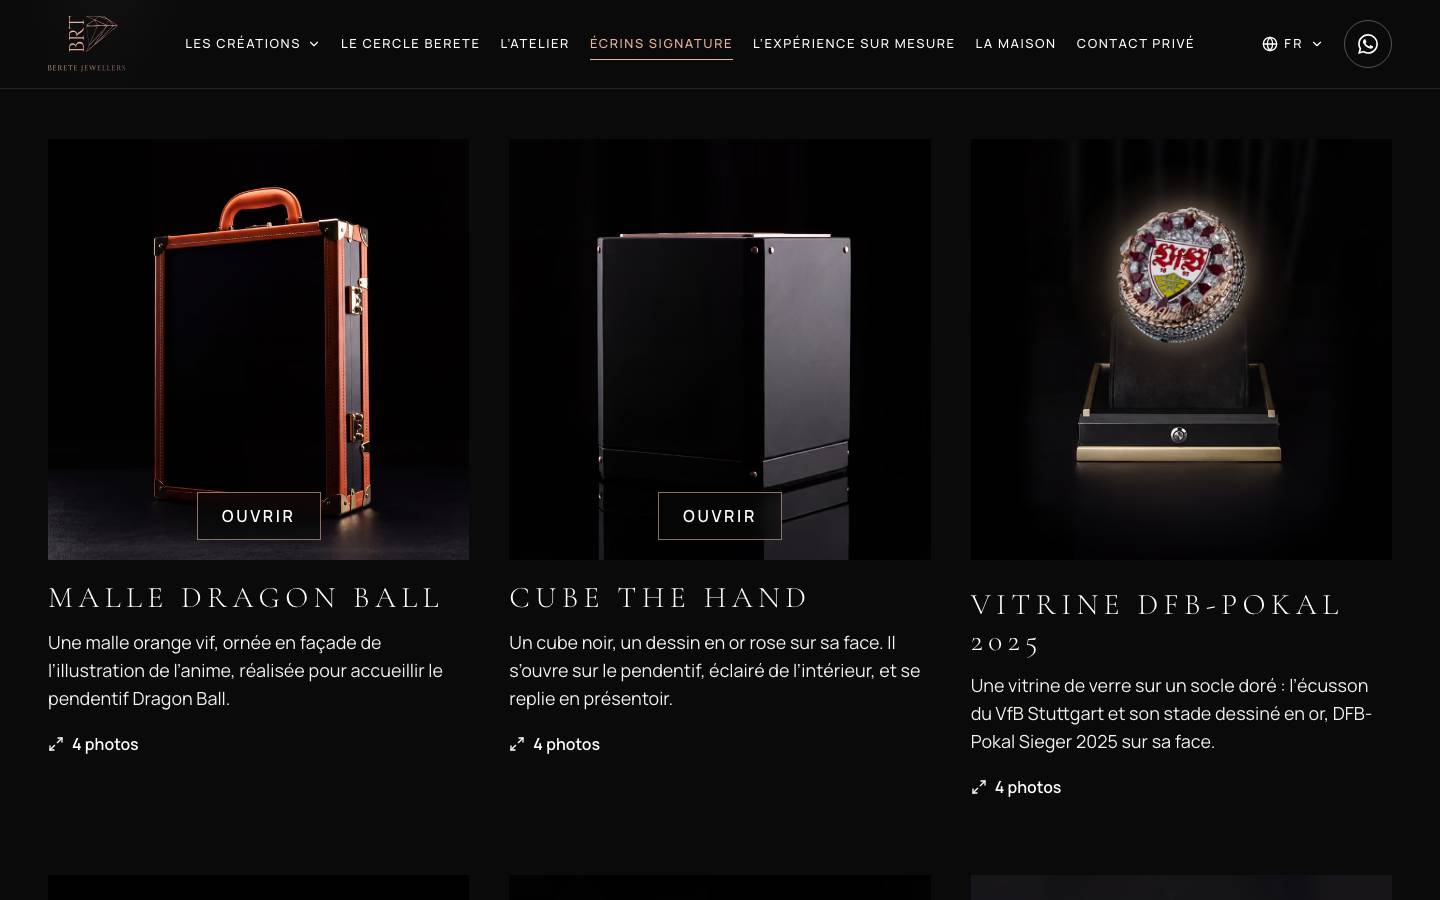 BRT
BERETE JEWELLERS
LES CRÉATIONS
LE CERCLE BERETE
L'ATELIER
ÉCRINS SIGNATURE
L'EXPÉRIENCE SUR MESURE
LA MAISON
CONTACT PRIVÉ
FR
VfB
OUVRIR
OUVRIR
MALLE DRAGON BALL
Une malle orange vif, ornée en façade de
l'illustration de l'anime, réalisée pour accueillir le
pendentif Dragon Ball.
4 photos
CUBE THE HAND
Un cube noir, un dessin en or rose sur sa face. Il
s'ouvre sur le pendentif, éclairé de l'intérieur, et se
replie en présentoir.
4 photos
VITRINE DFB-POKAL
2025
Une vitrine de verre sur un socle doré : l'écusson
du VfB Stuttgart et son stade dessiné en or, DFB-
Pokal Sieger 2025 sur sa face.
4 photos